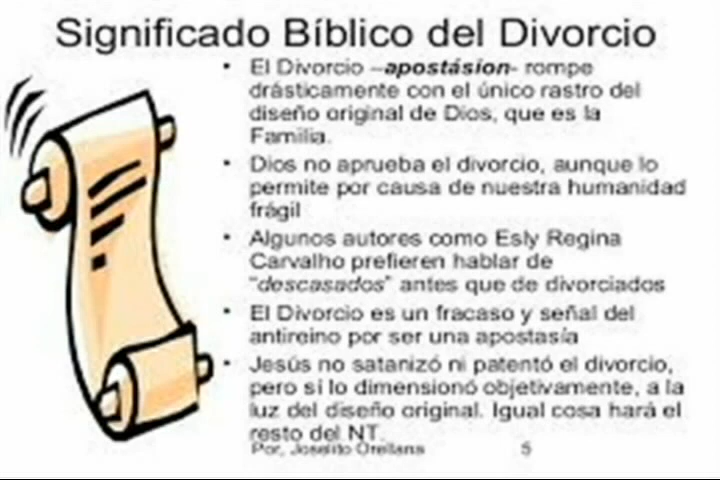 Significado Bíblico del Divorcio
• El Divorcio –apostásion- rompe
drásticamente con el único rastro del
diseño original de Dios, que es la
Familia.
• Dios no aprueba el divorcio, aunque lo
permite por causa de nuestra humanidad
frágil
• Algunos autores como Esly Regina
Carvalho prefieren hablar de
"descasados" antes que de divorciados
• El Divorcio es un fracaso y señal del
antireino por ser una apostasía
• Jesús no satanizó ni patentó el divorcio,
pero si lo dimensionó objetivamente, a la
luz del diseño original. Igual cosa hará el
resto del NT.
Por, Joselito Orellana 5